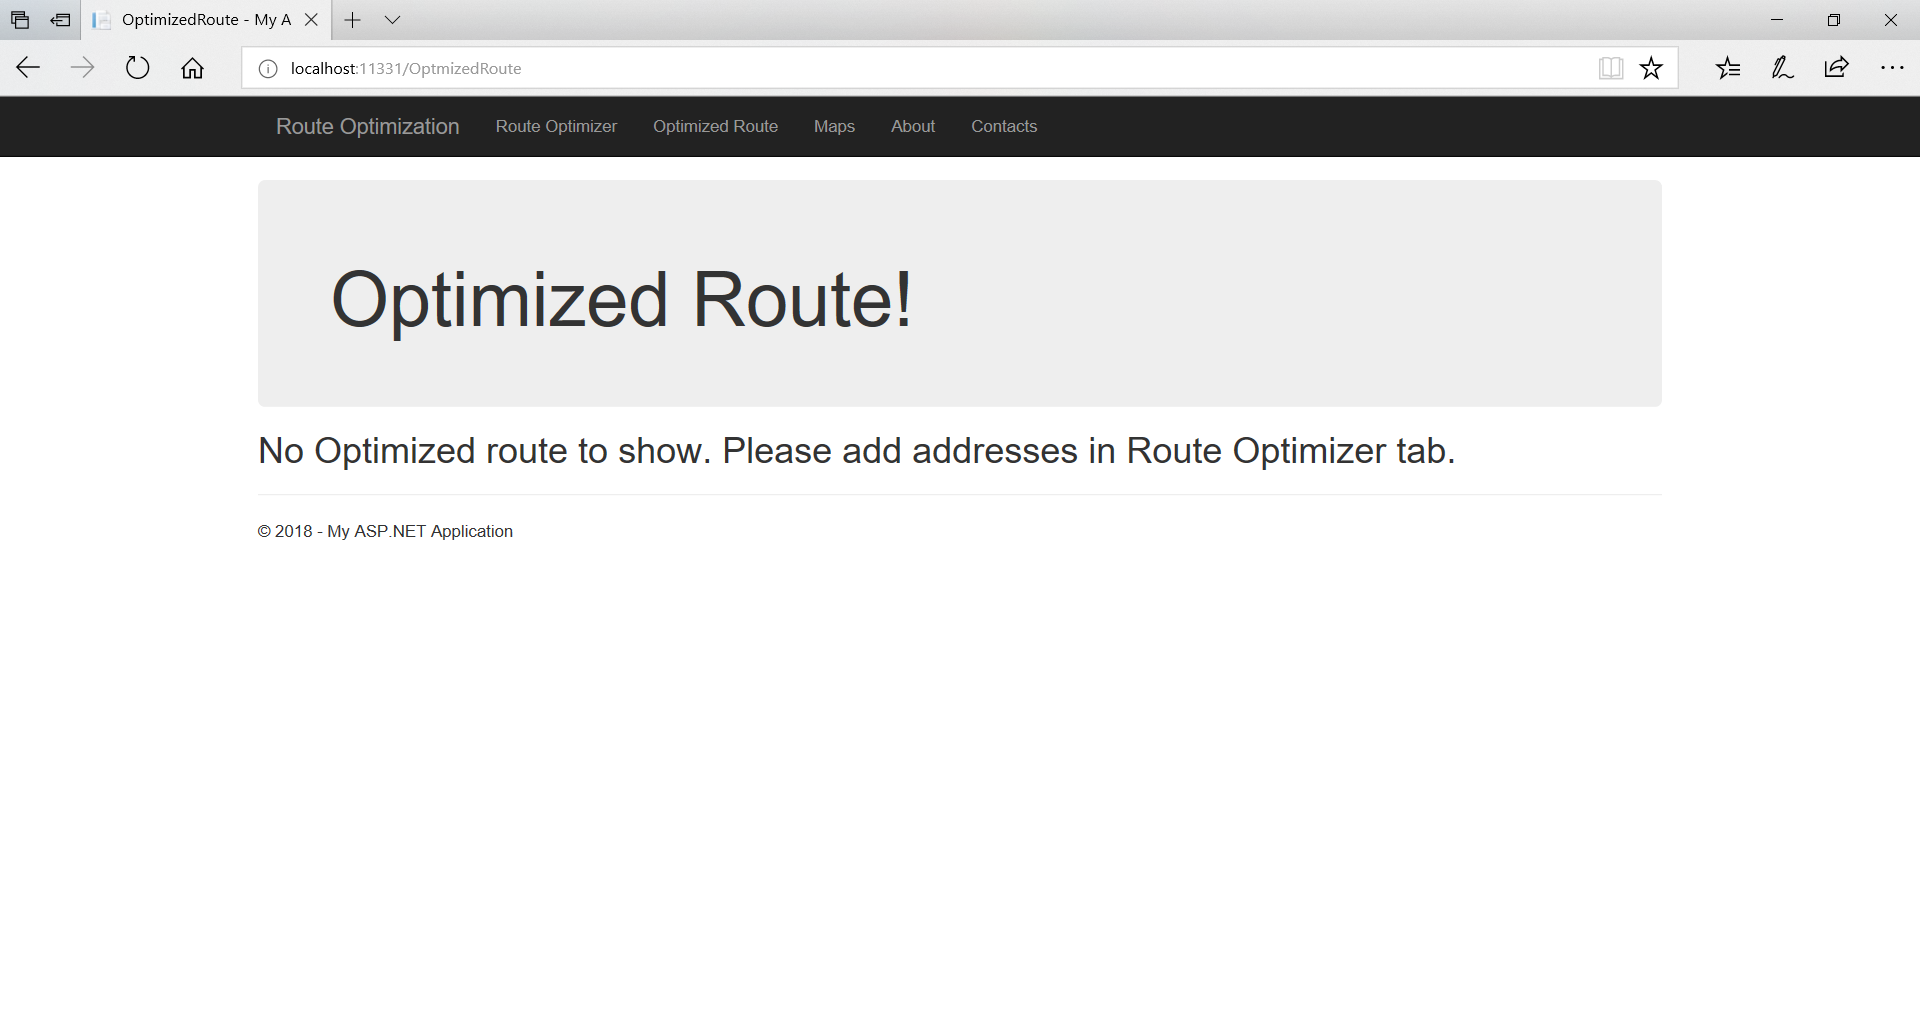 OptimizedRoute - My A
localhost:11331/OptmizedRoute
Route Optimization Route Optimizer Optimized Route Maps About Contacts
Optimized Route!
No Optimized route to show. Please add addresses in Route Optimizer tab.
© 2018 - My ASP.NET Application